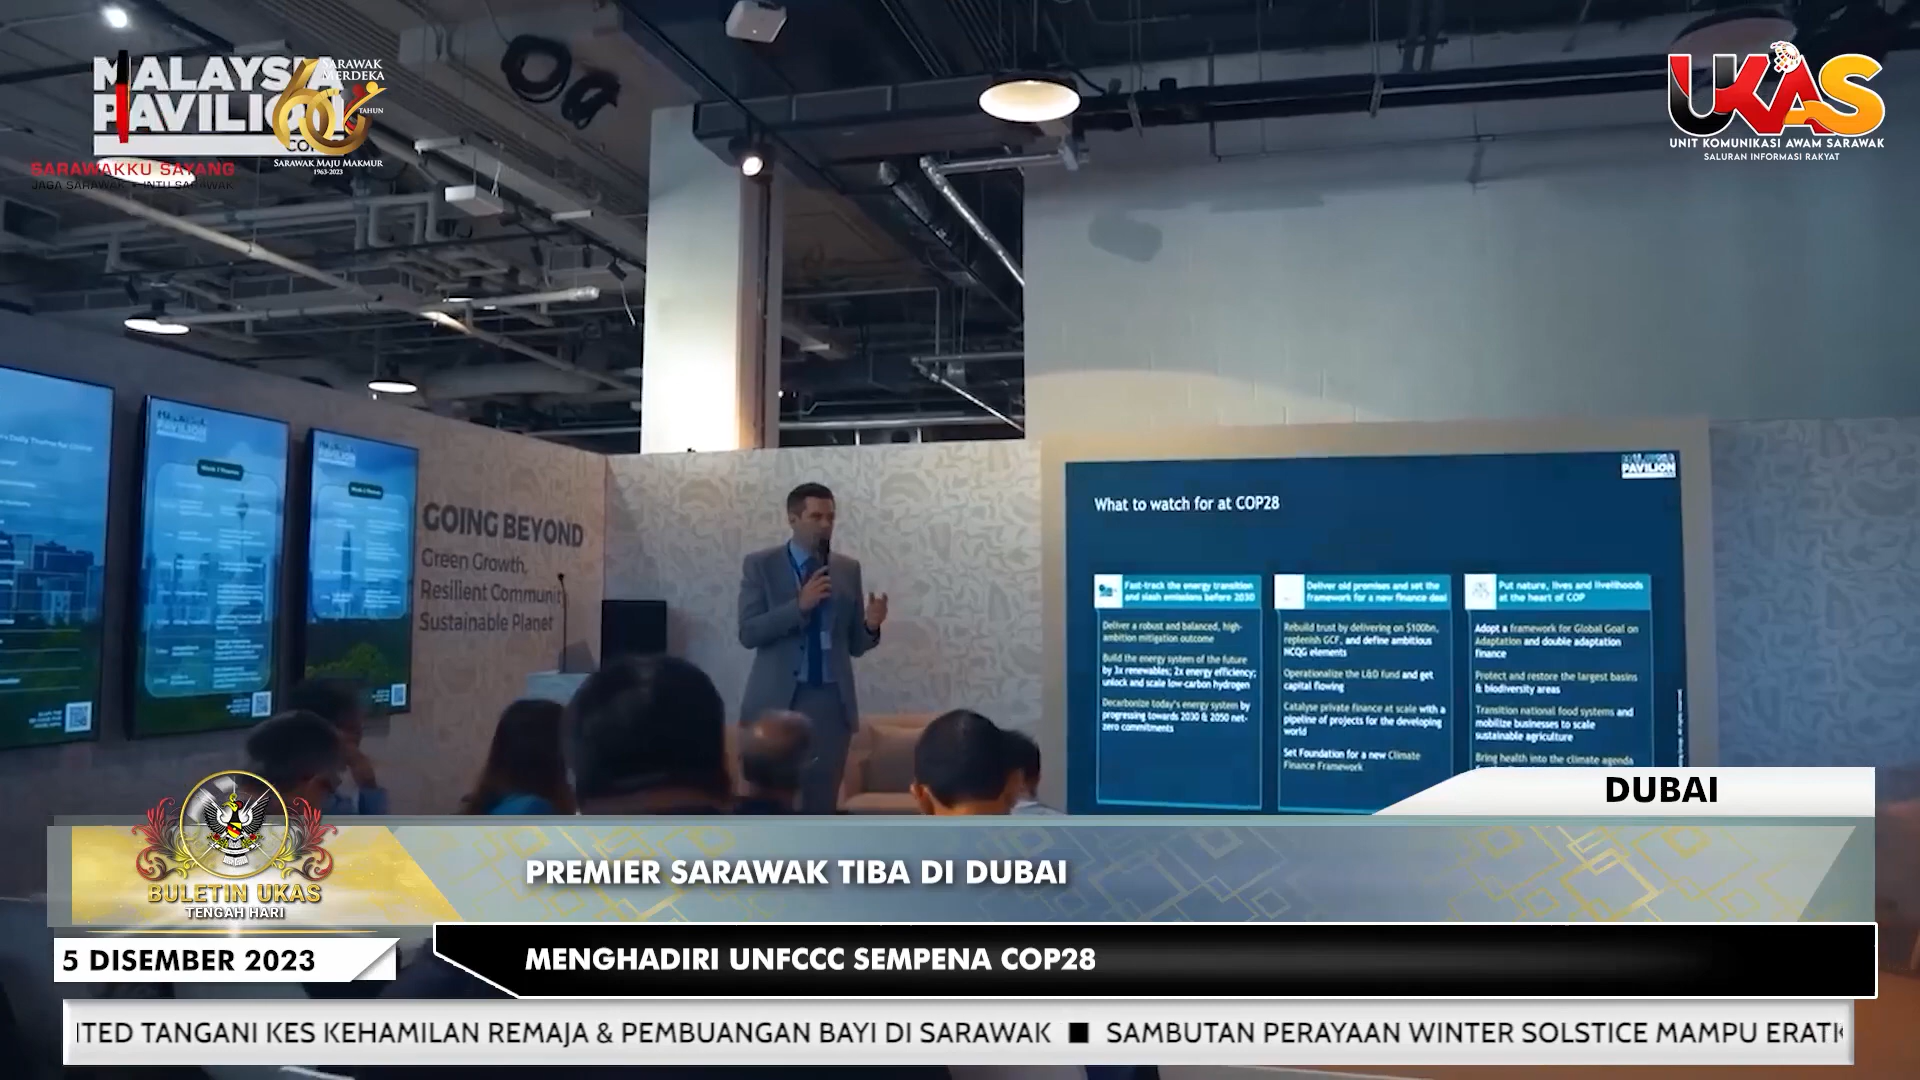 MALAYSIA
PAVILION
SARAWAKKU SAYANG
JAGA SARAWAK • INTU SARAWAK
SARAWAK
MERDEKA
60
TAHUN
SARAWAK MAJU MAKMUR
1963-2023
UKAS
UNIT KOMUNIKASI AWAM SARAWAK
SALURAN INFORMASI RAKYAT
PAVILION
PAVILION
GOING BEYOND
Green Growth,
Resilient Communit
Sustainable Planet
MALAYSIA
PAVILION
What to watch for at COP28
Fast-track the energy transition
and slash emissions before 2030
Deliver a robust and balanced, high-
ambition mitigation outcome
Build the energy system of the future
by 3x renewables; 2x energy efficiency;
unlock and scale low-carbon hydrogen
Decarbonize today's energy system by
progressing towards 2030 & 2050 net-
zero commitments
Deliver old promises and set the
framework for a new finance deal
Rebuild trust by delivering on $100bn,
replenish GCF, and define ambitious
NCQG elements
Operationalize the L&D fund and get
capital flowing
Catalyse private finance at scale with a
pipeline of projects for the developing
world
Set Foundation for a new Climate
Finance Framework
Put nature, lives and livelihoods
at the heart of COP
Adopt a framework for Global Goal on
Adaptation and double adaptation
finance
Protect and restore the largest basins
& biodiversity areas
Transition national food systems and
mobilize businesses to scale
sustainable agriculture
Bring health into the climate agenda
DUBAI
BULETIN UKAS
TENGAH HARI
PREMIER SARAWAK TIBA DI DUBAI
5 DISEMBER 2023
MENGHADIRI UNFCCC SEMPENA COP28
ITED TANGANI KES KEHAMILAN REMAJA & PEMBUANGAN BAYI DI SARAWAK ■ SAMBUTAN PERAYAAN WINTER SOLSTICE MAMPU ERATK